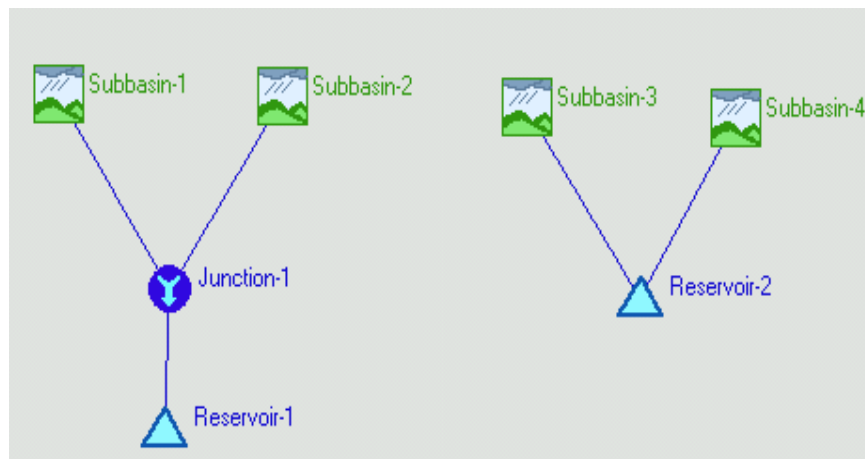 Subbasin-1
Subbasin-2
Subbasin-3
Subbasin-4
Junction-1
Reservoir-2
Reservoir-1